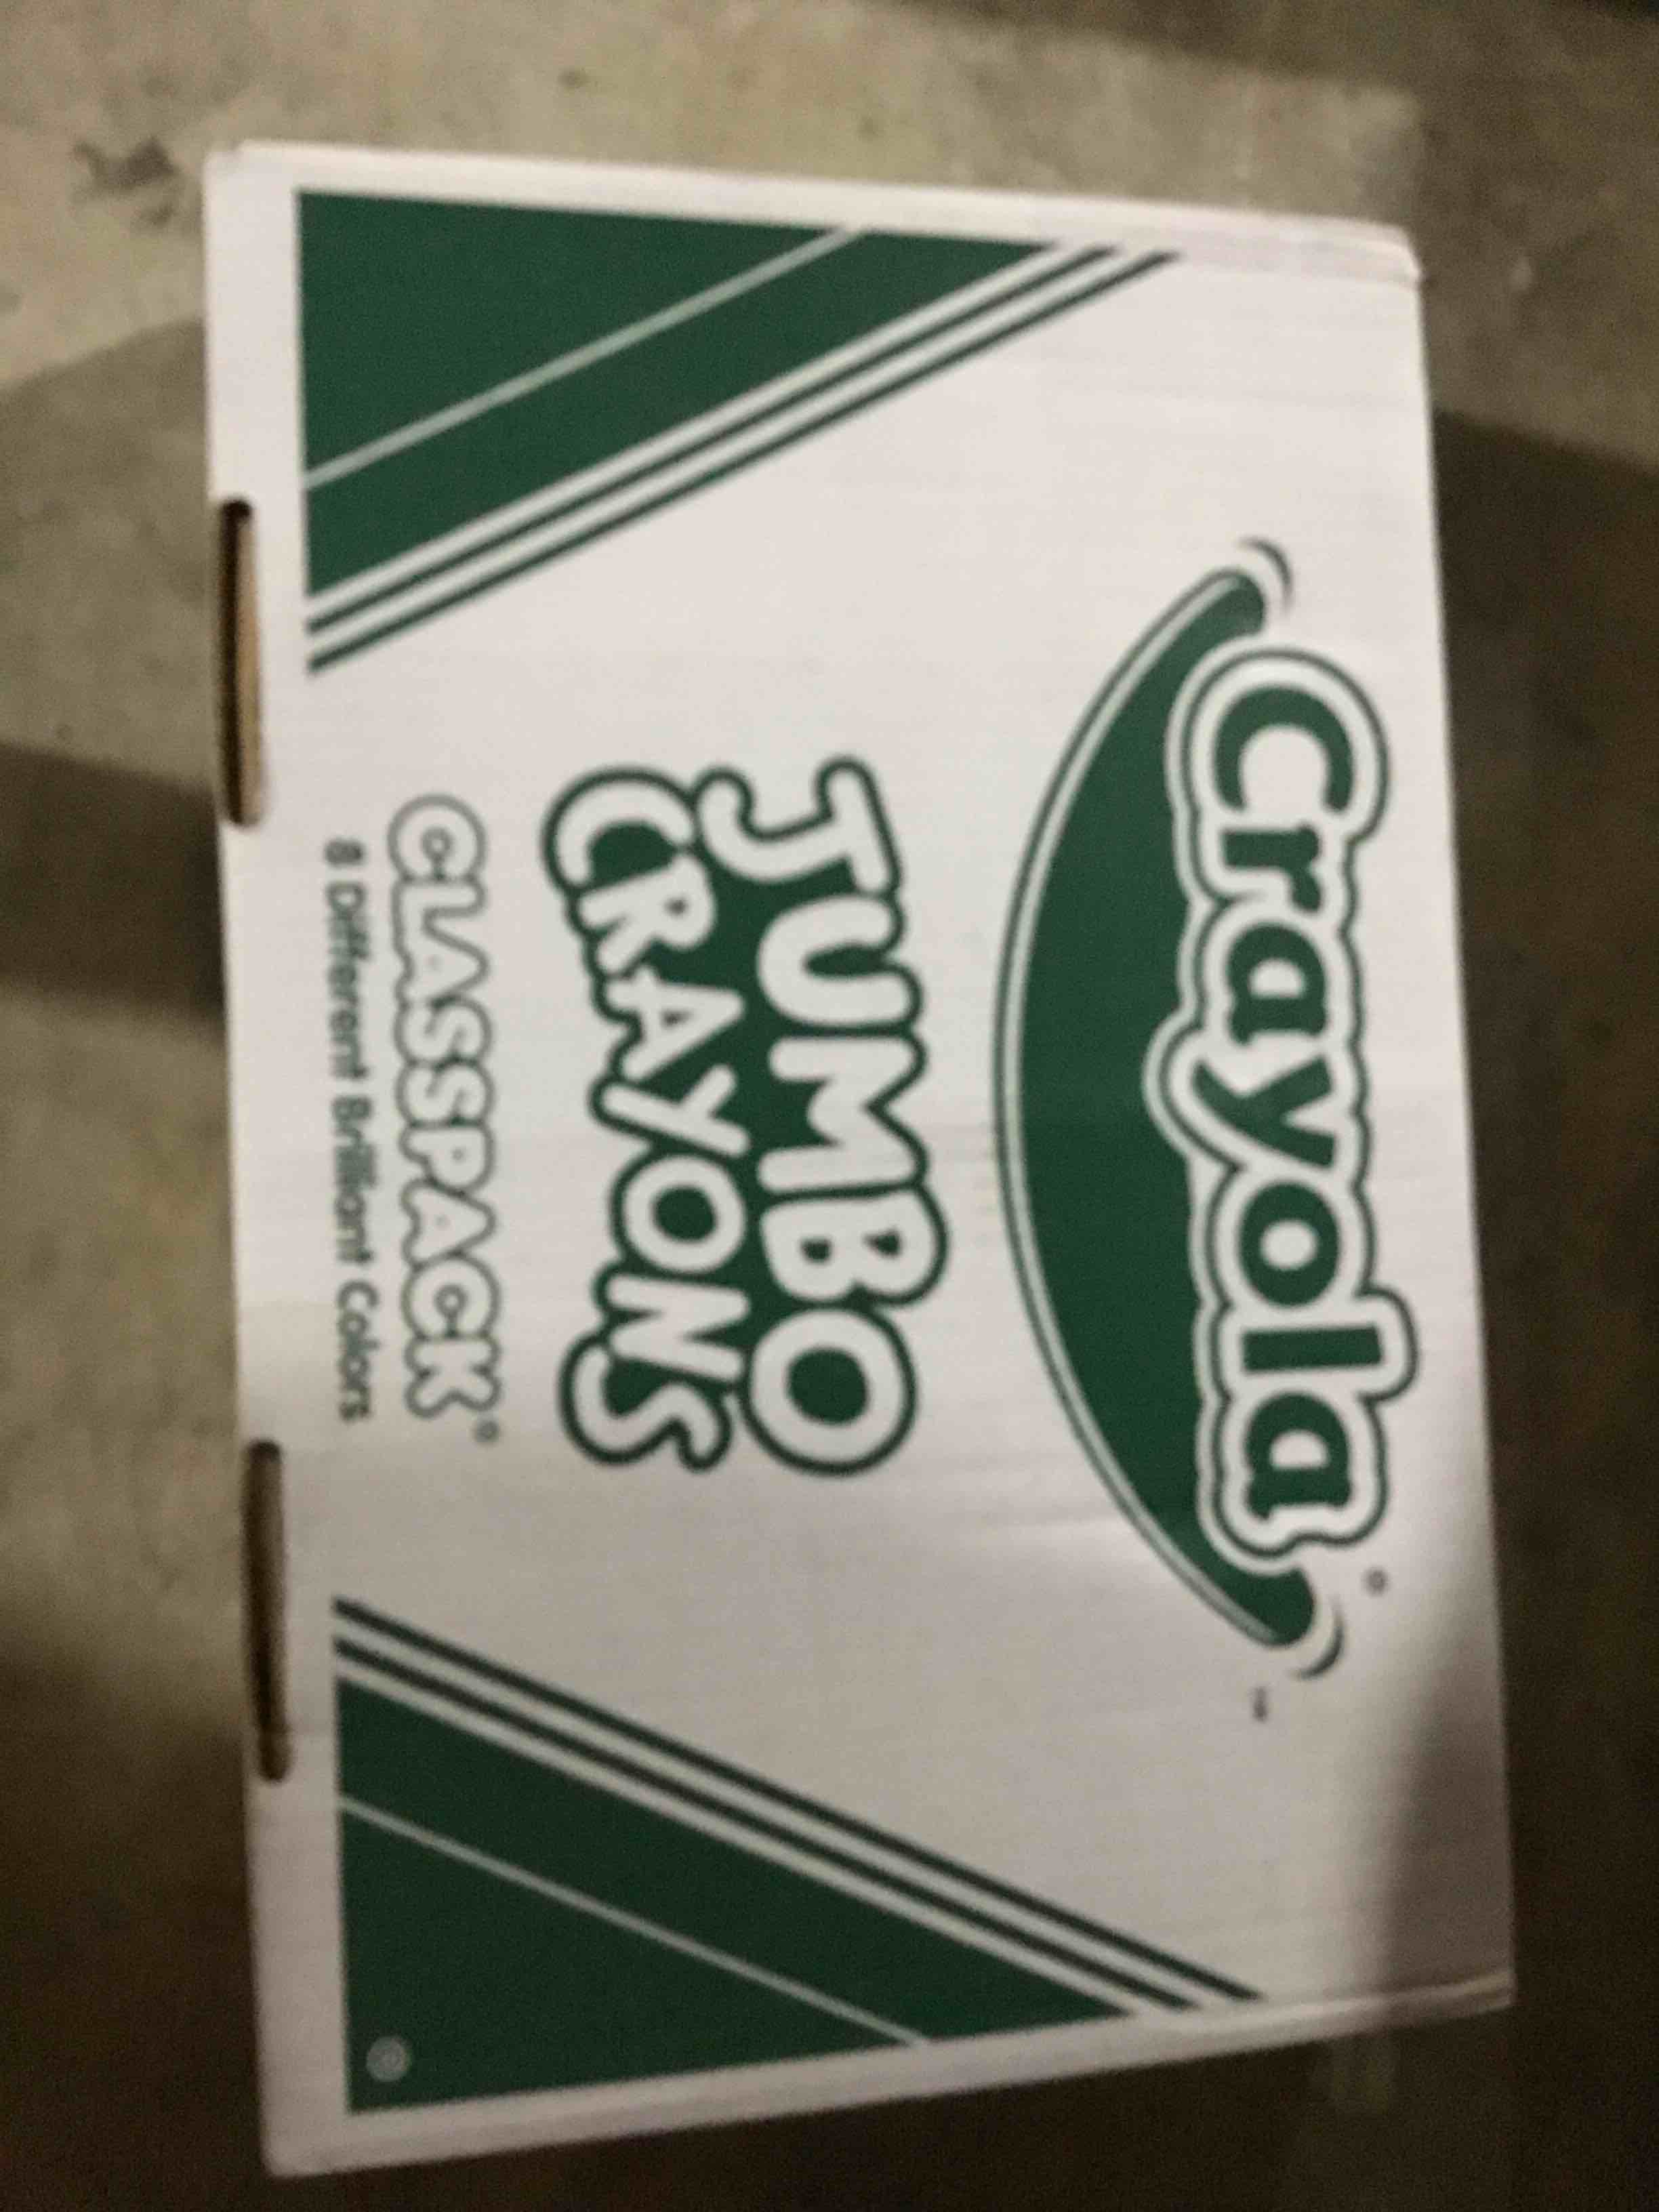 Crayola®
JUMBO
CRAYONS
CLASSPACK®
8 Different Brilliant Colors